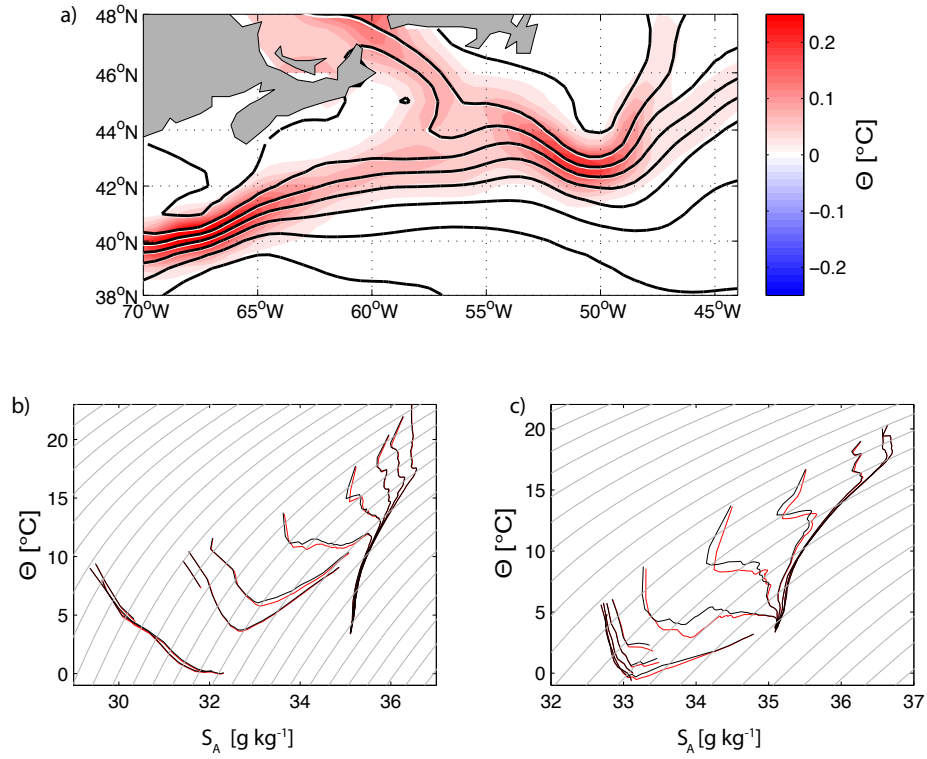 a)
48°N
46°N
44°N
42°N
40°N
38°N
70°W
65°W
60°W
55°W
50°W
45°W
0.2
0.1
0
−0.1
−0.2
Θ [°C]
b)
20
15
10
5
0
Θ [°C]
30
32
34
36
S_A [g kg⁻¹]
c)
20
15
10
5
0
Θ [°C]
32
33
34
35
36
37
S_A [g kg⁻¹]